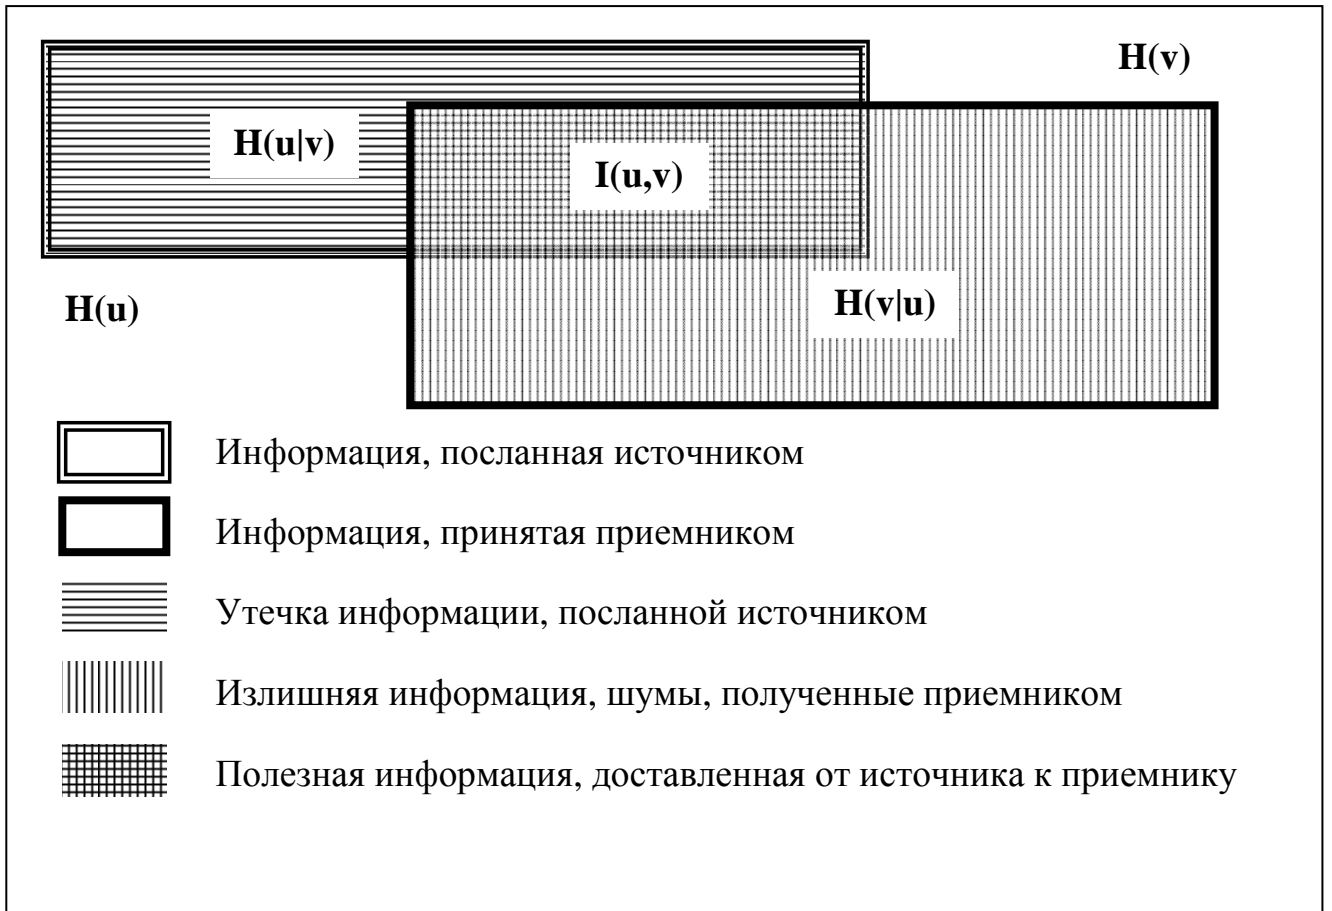 H(v)
H(u|v)
I(u,v)
H(v|u)
H(u)
Информация, посланная источником
Информация, принятая приемником
Утечка информации, посланной источником
Излишняя информация, шумы, полученные приемником
Полезная информация, доставленная от источника к приемнику